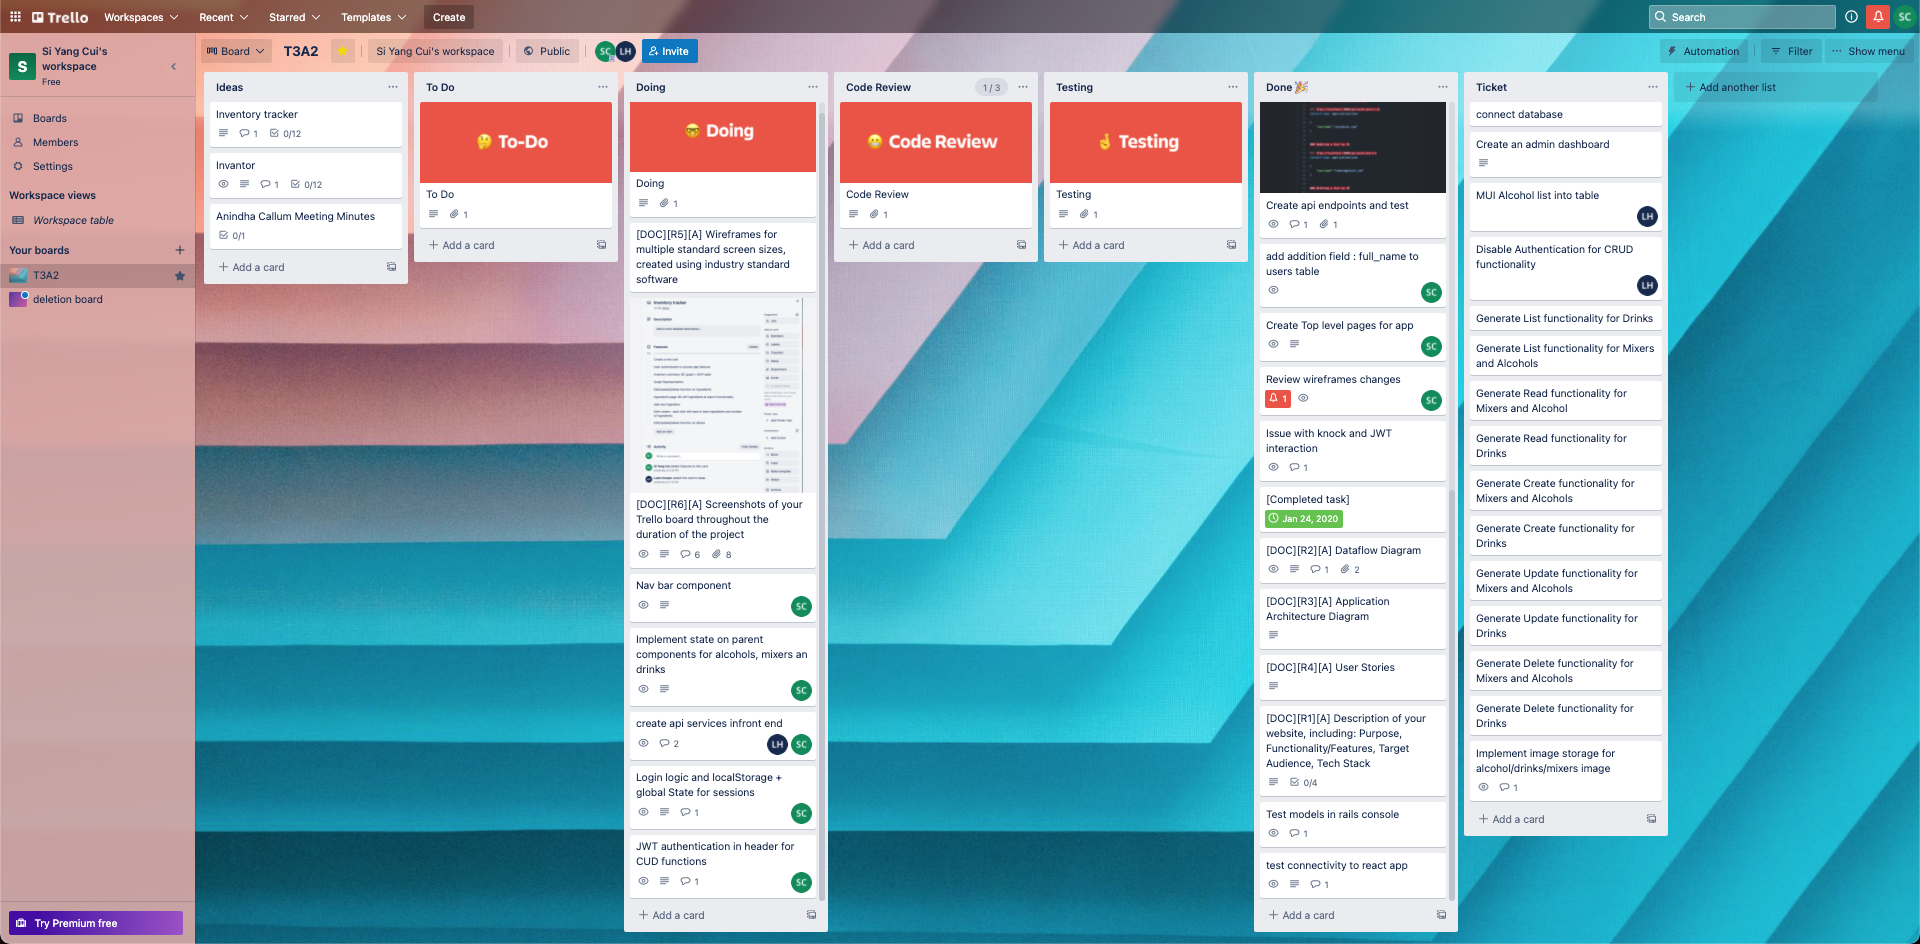 Trello
Workspaces
Recent
Starred
Templates
Create
Search
SC
S
Si Yang Cui's
workspace
Free
Boards
Members
Settings
Workspace views
Workspace table
Your boards
T3A2
deletion board
Try Premium free
Board
T3A2
Si Yang Cui's workspace
Public
SC
LH
Invite
Automation
Filter
Show menu
Ideas
Inventory tracker
1
0/12
Invantor
1
0/12
Anindha Callum Meeting Minutes
0/1
Add a card
To Do
To-Do
To Do
1
Add a card
Doing
Doing
Doing
1
[DOC][R5][A] Wireframes for
multiple standard screen sizes,
created using industry standard
software
Inventory tracker
Description
Features
Activity
[DOC][R6][A] Screenshots of your
Trello board throughout the
duration of the project
6
8
Nav bar component
SC
Implement state on parent
components for alcohols, mixers an
drinks
SC
create api services infront end
2
LH
SC
Login logic and localStorage +
global State for sessions
1
SC
JWT authentication in header for
CUD functions
1
SC
Add a card
Code Review
1 / 3
Code Review
Code Review
1
Add a card
Testing
Testing
Testing
1
Add a card
Done
Create api endpoints and test
1
1
add addition field : full_name to
users table
SC
Create Top level pages for app
SC
Review wireframes changes
1
SC
Issue with knock and JWT
interaction
1
[Completed task]
Jan 24, 2020
[DOC][R2][A] Dataflow Diagram
1
2
[DOC][R3][A] Application
Architecture Diagram
[DOC][R4][A] User Stories
[DOC][R1][A] Description of your
website, including: Purpose,
Functionality/Features, Target
Audience, Tech Stack
0/4
Test models in rails console
1
test connectivity to react app
1
Add a card
Ticket
connect database
Create an admin dashboard
MUI Alcohol list into table
LH
Disable Authentication for CRUD
functionality
LH
Generate List functionality for Drinks
Generate List functionality for Mixers
and Alcohols
Generate Read functionality for
Mixers and Alcohol
Generate Read functionality for
Drinks
Generate Create functionality for
Mixers and Alcohols
Generate Create functionality for
Drinks
Generate Update functionality for
Mixers and Alcohols
Generate Update functionality for
Drinks
Generate Delete functionality for
Mixers and Alcohols
Generate Delete functionality for
Drinks
Implement image storage for
alcohol/drinks/mixers image
1
Add a card
Add another list